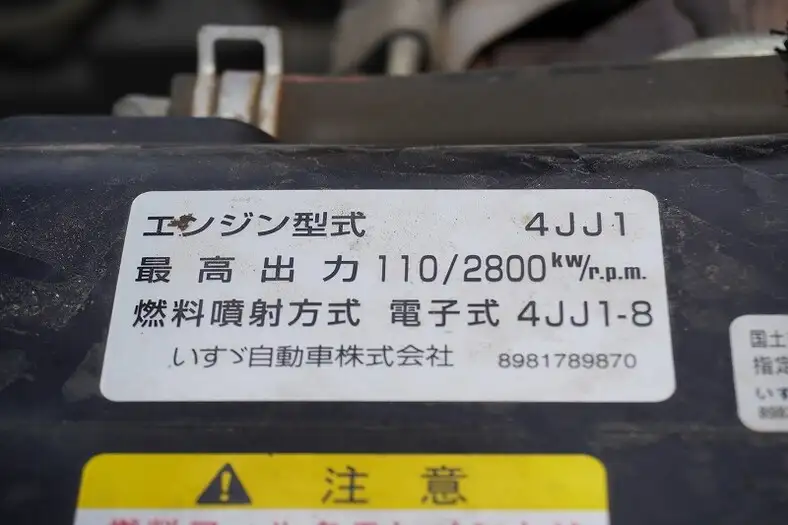 エンジン型式 4JJ1
最高出力 110/2800kw/r.p.m.
燃料噴射方式 電子式 4JJ1-8
いすゞ自動車株式会社 8981789870
国土
指定
いす
注意